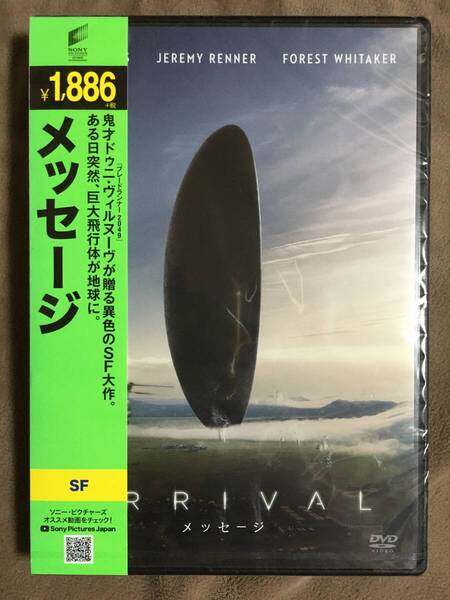 SONY
PICTURES
¥1,886
+税
メッセージ
『ブレードランナー 2049』
鬼才ドゥニ・ヴィルヌーヴが贈る異色のSF大作。
ある日突然、巨大飛行体が地球に。
SF
ソニー・ピクチャーズ
オススメ動画をチェック!
Sony Pictures Japan
S JEREMY RENNER FOREST WHITAKER
RRIVAL
メッセージ
DVD
VIDEO